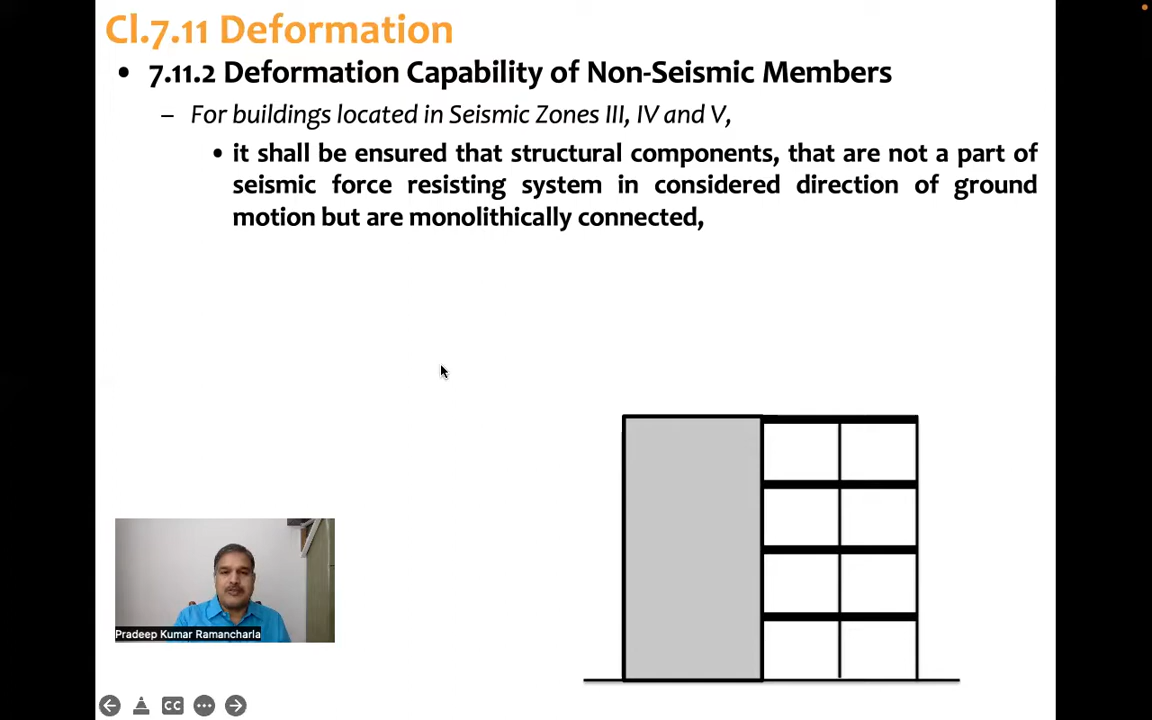 Cl.7.11 Deformation
• 7.11.2 Deformation Capability of Non-Seismic Members
– For buildings located in Seismic Zones III, IV and V,
• it shall be ensured that structural components, that are not a part of
seismic force resisting system in considered direction of ground
motion but are monolithically connected,
Pradeep Kumar Ramancharla
CC